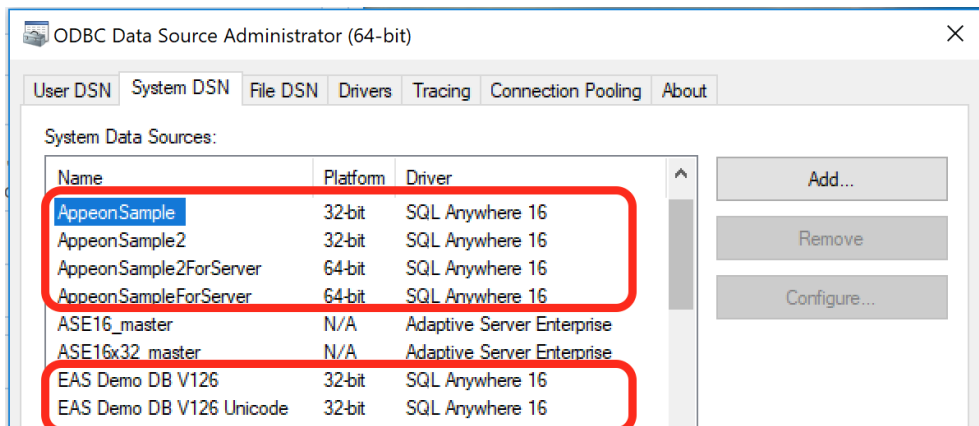 ODBC Data Source Administrator (64-bit)
User DSN System DSN File DSN Drivers Tracing Connection Pooling About
System Data Sources:
Name Platform Driver
AppeonSample 32-bit SQL Anywhere 16
AppeonSample2 32-bit SQL Anywhere 16
AppeonSample2ForServer 64-bit SQL Anywhere 16
AppeonSampleForServer 64-bit SQL Anywhere 16
ASE16_master N/A Adaptive Server Enterprise
ASE16x32_master N/A Adaptive Server Enterprise
EAS Demo DB V126 32-bit SQL Anywhere 16
EAS Demo DB V126 Unicode 32-bit SQL Anywhere 16
Add...
Remove
Configure...